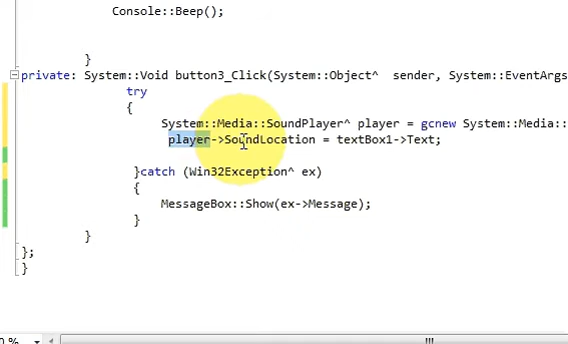 Console::Beep();
}
private: System::Void button3_Click(System::Object^ sender, System::EventArgs
try
{
System::Media::SoundPlayer^ player = gcnew System::Media::
player->SoundLocation = textBox1->Text;
}catch (Win32Exception^ ex)
{
MessageBox::Show(ex->Message);
}
}
};
}
0 %